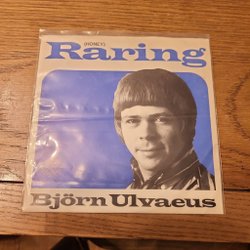 (HONEY)
Raring
Björn Ulvaeus